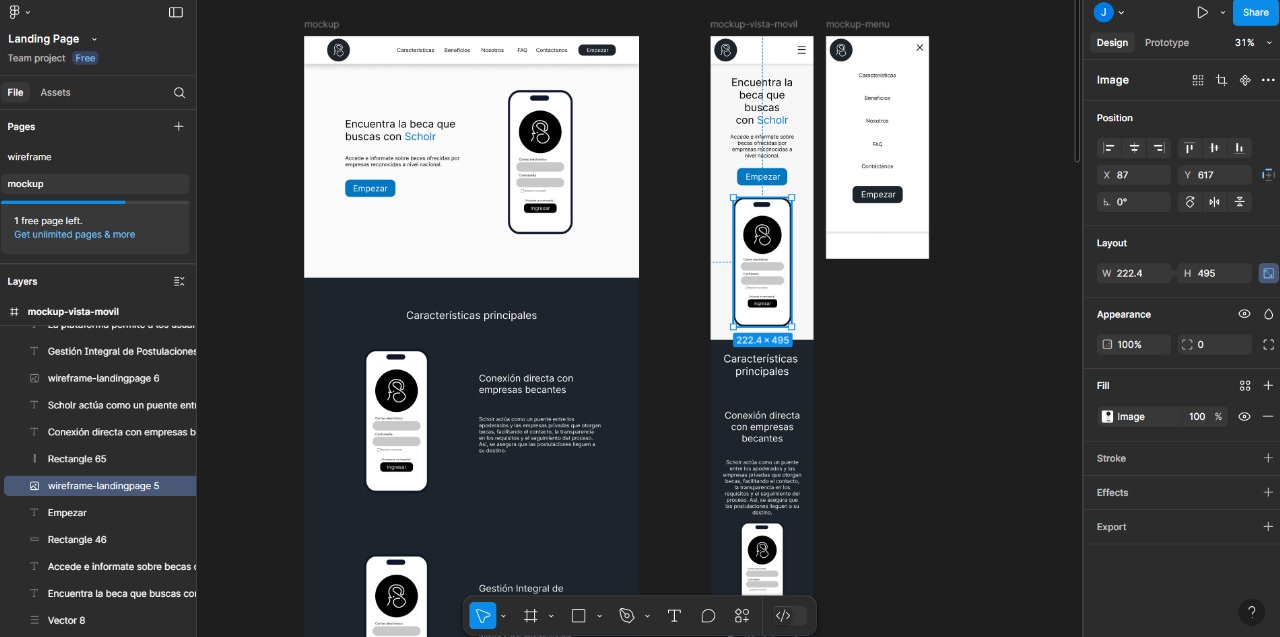 Landing Page
Team project Free
File Assets
Pages
wireframe
mockup
1 free page left.
Get unlimited pages & more
Layers
mockup-vista-movil
La plataforma permite a los usuar
Gestión Integral de Postulaciones
wireframe-landingpage 6
Scholr actúa como un puente entr
Conexión directa con empresas b
Rectangle 65
wireframe-landingpage 5
Empezar
Rectangle 46
Accede e informate sobre becas o
Encuentra la beca que buscas con
Vector 8
mockup
Características Beneficios Nosotros FAQ Contáctanos Empezar
Encuentra la beca que
buscas con Scholr
Accede e informate sobre becas ofrecidas por
empresas reconocidas a nivel nacional.
Empezar
Correo electrónico
Contraseña
Ingresar
Características principales
Correo electrónico
Contraseña
Ingresar
Conexión directa con
empresas becantes
Scholr actúa como un puente entre los
apoderados y las empresas privadas que otorgan
becas, facilitando el contacto, la transparencia
en los requisitos y el seguimiento del proceso.
Así, se asegura que las postulaciones lleguen a
su destino.
Correo electrónico
Gestión Integral de
mockup-vista-movil
Encuentra la
beca que
buscas
con Scholr
Accede e informate sobre
becas ofrecidas por
empresas reconocidas a
nivel nacional.
Empezar
Correo electrónico
Contraseña
Ingresar
222.4 × 495
Características
principales
Conexión directa
con empresas
becantes
Scholr actúa como un puente
entre los apoderados y las
empresas privadas que otorgan
becas, facilitando el contacto,
la transparencia en los
requisitos y el seguimiento del
proceso. Así, se asegura que
las postulaciones lleguen a su
destino.
mockup-menu
Características
Beneficios
Nosotros
FAQ
Contáctanos
Empezar
J
Share
Design Prototype 31%
Image
Position
X 87 Y 617
0°
Layout
W 222.4 H 495
Appearance
100% 0
Fill
Image 100 %
Stroke
Effects
Export
?